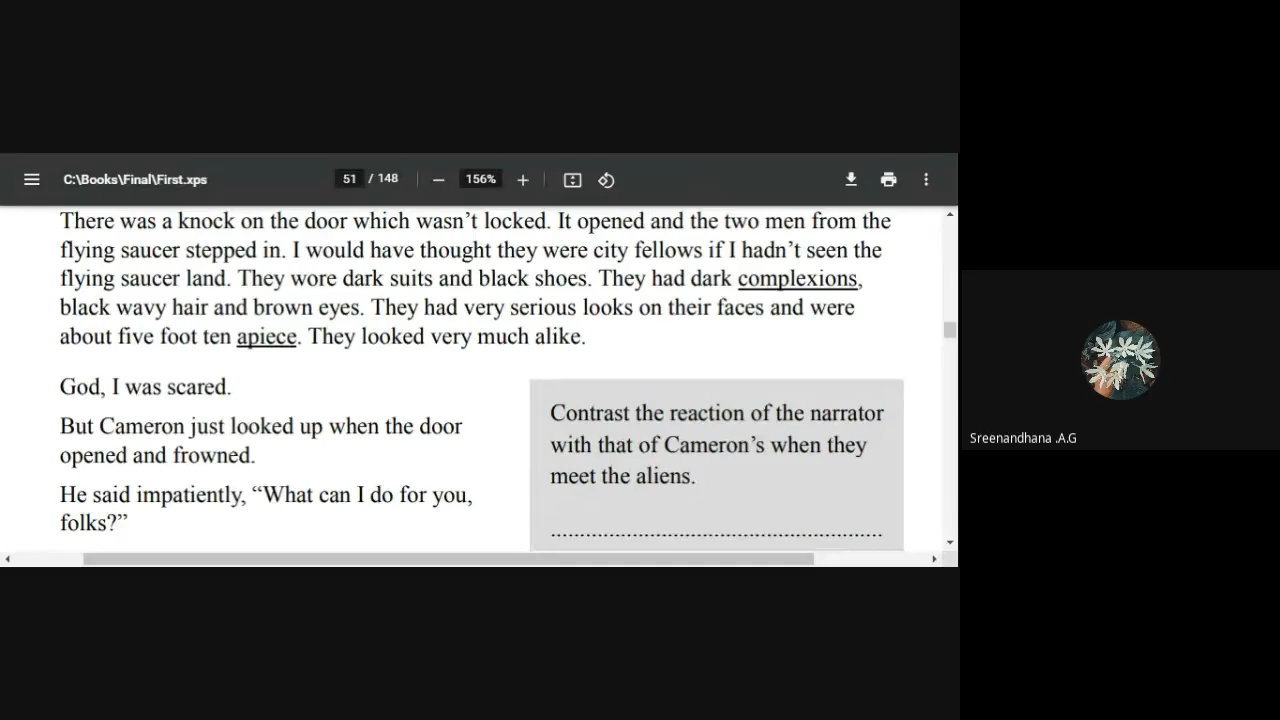 C:\Books\Final\First.xps
51 / 148
156%
There was a knock on the door which wasn’t locked. It opened and the two men from the
flying saucer stepped in. I would have thought they were city fellows if I hadn’t seen the
flying saucer land. They wore dark suits and black shoes. They had dark complexions,
black wavy hair and brown eyes. They had very serious looks on their faces and were
about five foot ten apiece. They looked very much alike.
God, I was scared.
But Cameron just looked up when the door
opened and frowned.
He said impatiently, “What can I do for you,
folks?”
Contrast the reaction of the narrator
with that of Cameron’s when they
meet the aliens.
..........................................................
Sreenandhana .A.G